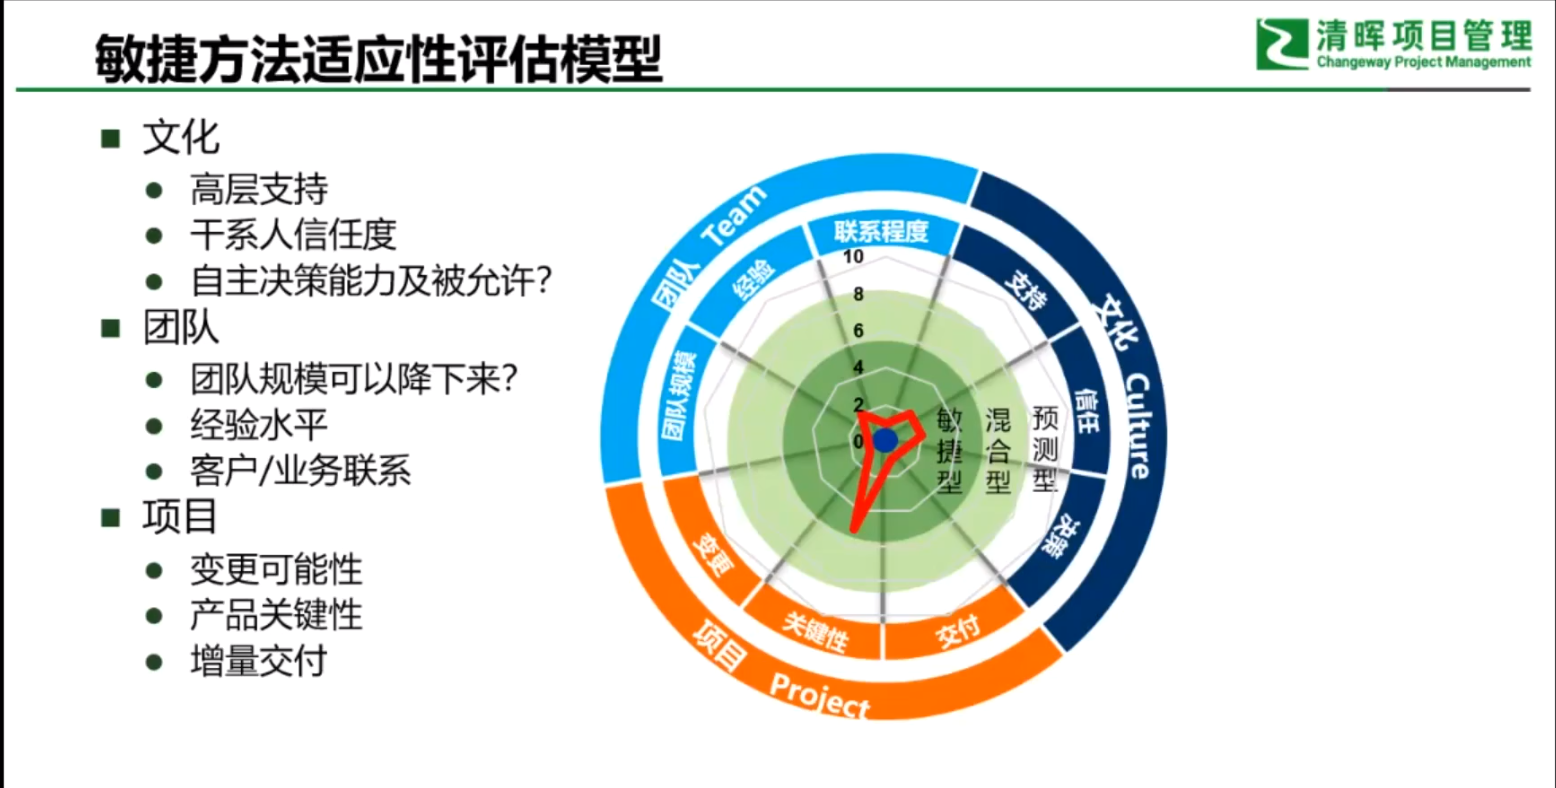 敏捷方法适应性评估模型
清晖项目管理
Changeway Project Management
文化
高层支持
干系人信任度
自主决策能力及被允许?
团队
团队规模可以降下来?
经验水平
客户/业务联系
项目
变更可能性
产品关键性
增量交付
团队 Team
文化 Culture
项目 Project
联系程度
支持
信任
决策
交付
关键性
变更
团队规模
经验
10
8
6
4
2
0
敏捷型
混合型
预测型